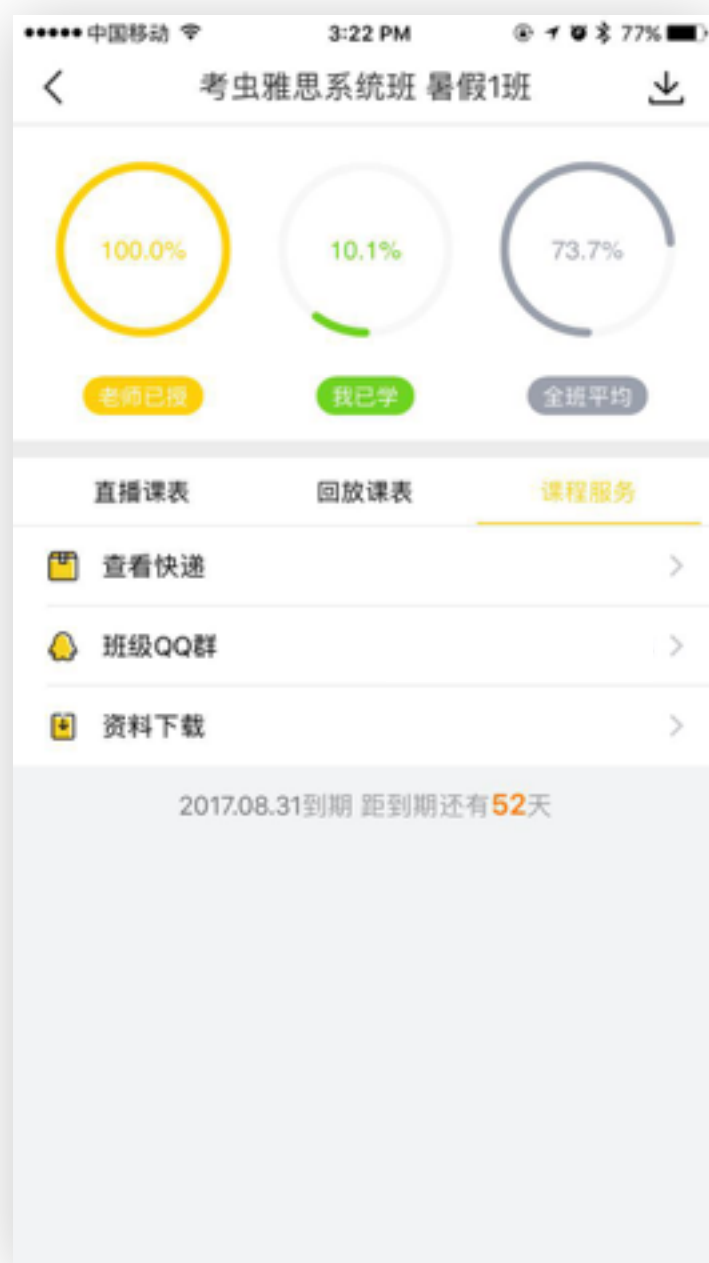 中国移动 3:22 PM 77%
考虫雅思系统班 暑假1班
100.0% 10.1% 73.7%
老师已授 我已学 全班平均
直播课表 回放课表 课程服务
查看快递
班级QQ群
资料下载
2017.08.31到期 距到期还有52天